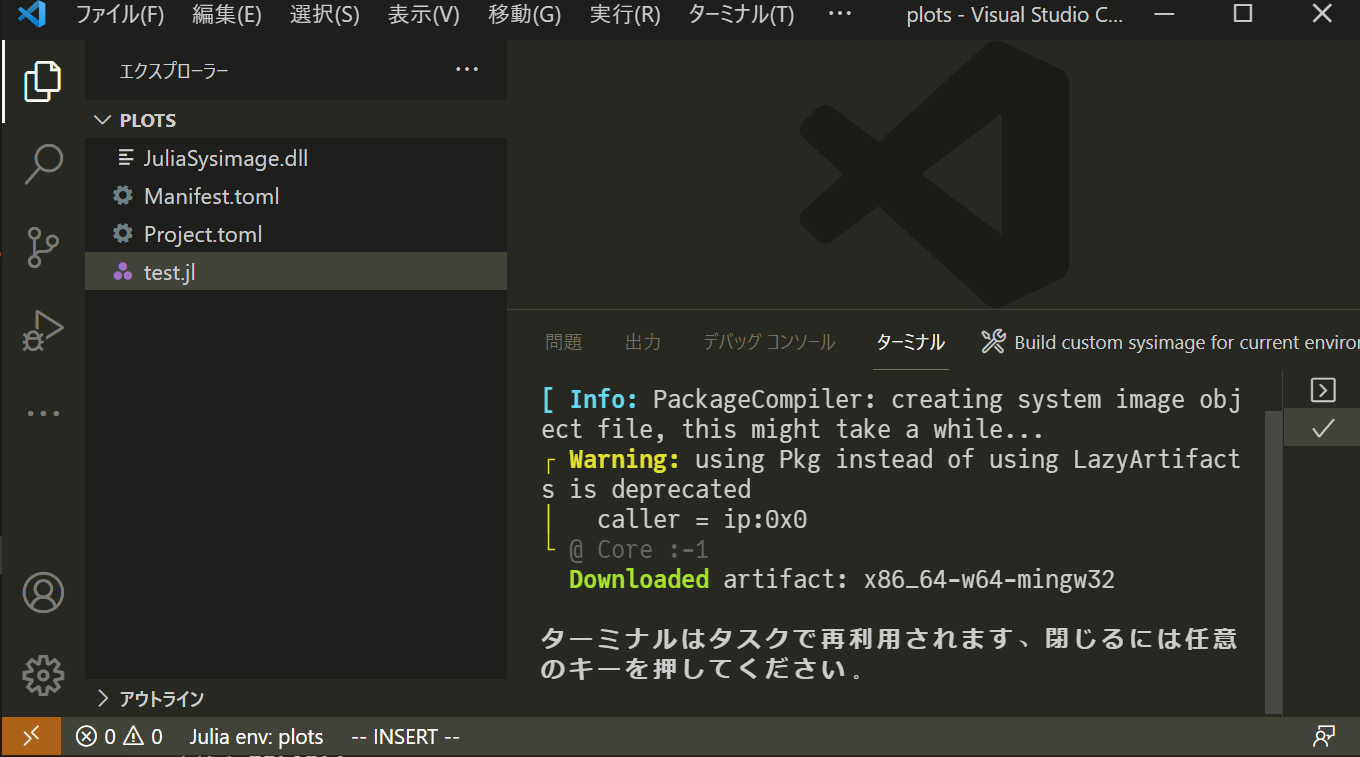 ファイル(F) 編集(E) 選択(S) 表示(V) 移動(G) 実行(R) ターミナル(T) ··· plots - Visual Studio C...
エクスプローラー ···
PLOTS
JuliaSysimage.dll
Manifest.toml
Project.toml
test.jl
問題 出力 デバッグ コンソール ターミナル Build custom sysimage for current enviro
[ Info: PackageCompiler: creating system image obj
ect file, this might take a while...
┌ Warning: using Pkg instead of using LazyArtifact
s is deprecated
│   caller = ip:0x0
└ @ Core :-1
Downloaded artifact: x86_64-w64-mingw32
ターミナルはタスクで再利用されます、閉じるには任意
のキーを押してください。
アウトライン
0 0 Julia env: plots -- INSERT --